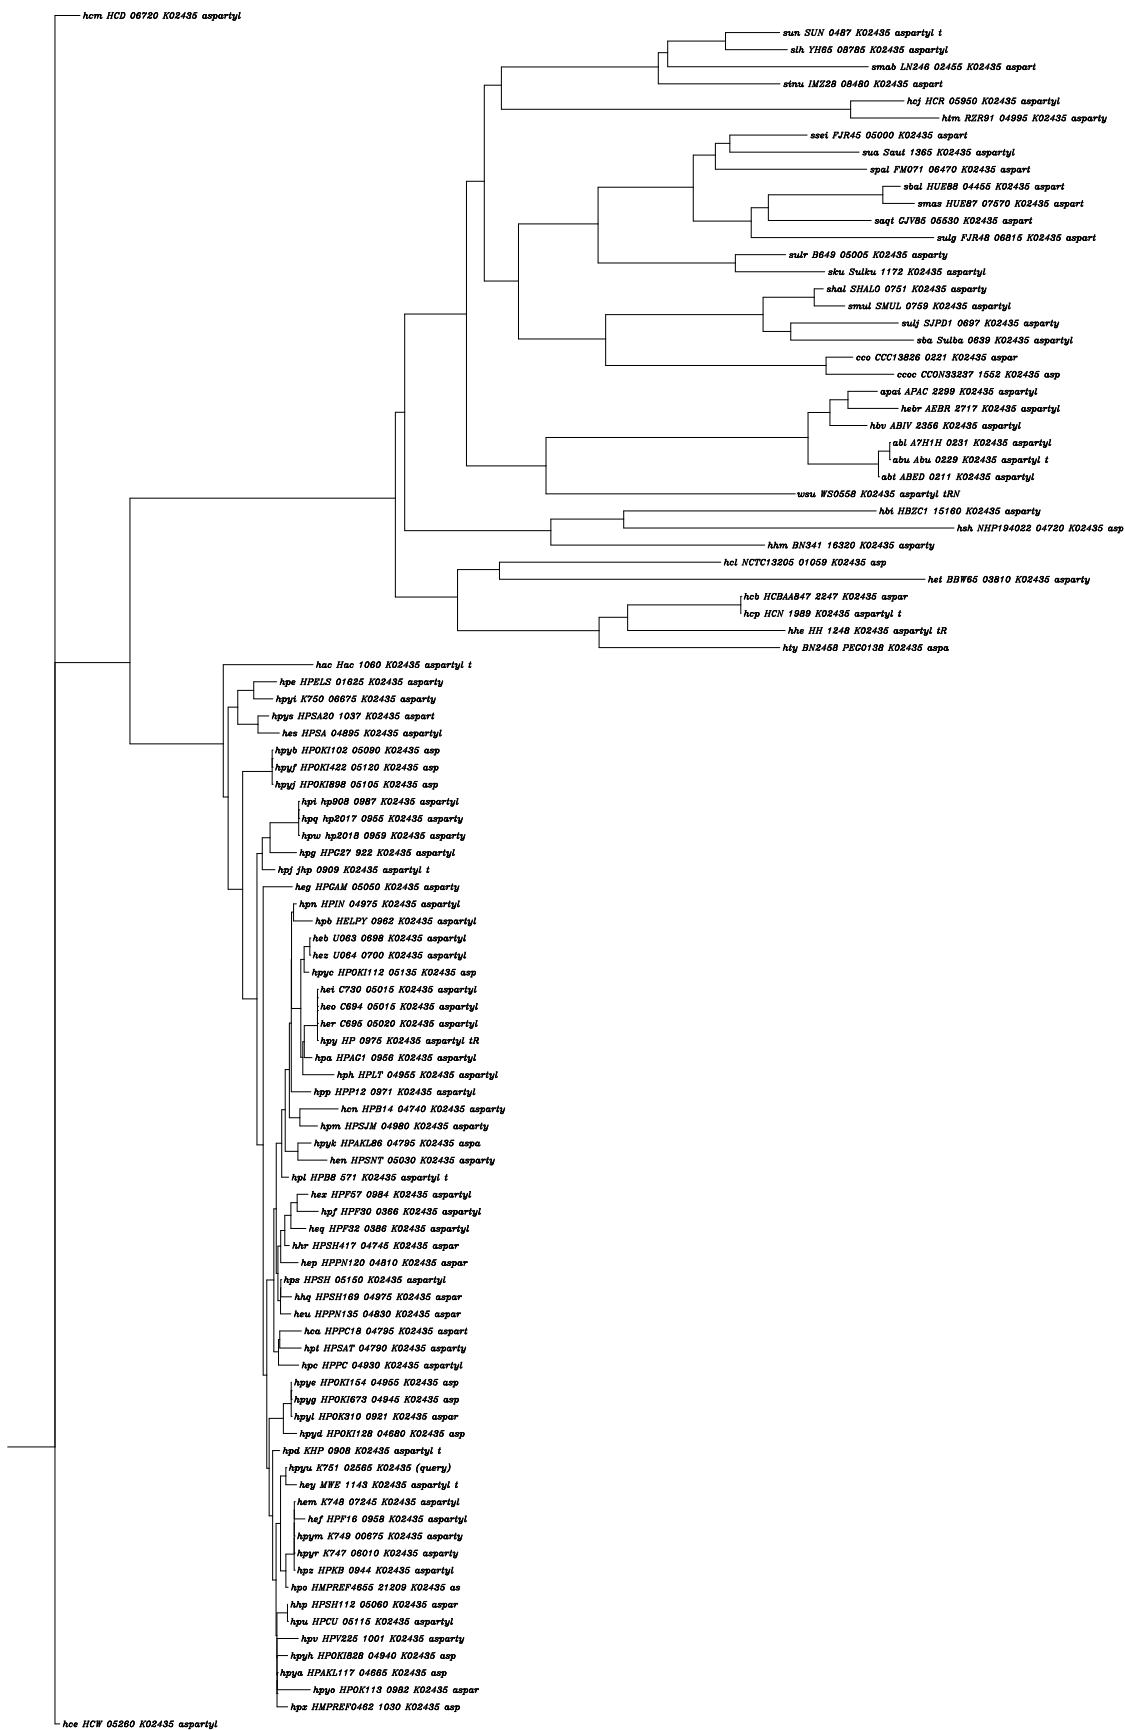 hcm HCD 06720 K02435 aspartyl
sun SUN 0487 K02435 aspartyl t
slh YH65 08785 K02435 aspartyl
smab LN246 02455 K02435 aspart
sinu IMZ28 08480 K02435 aspart
hcj HCR 05950 K02435 aspartyl
htm RZR91 04995 K02435 asparty
ssei FJR45 05000 K02435 aspart
sua Saut 1365 K02435 aspartyl
spal FM071 06470 K02435 aspart
sbal HUE88 04455 K02435 aspart
smas HUE87 07570 K02435 aspart
saqt GJV85 05530 K02435 aspart
sulg FJR48 06815 K02435 aspart
sulr B649 05005 K02435 asparty
sku Sulku 1172 K02435 aspartyl
shal SHALO 0751 K02435 asparty
smul SMUL 0759 K02435 aspartyl
sulj SJPD1 0697 K02435 asparty
sba Sulba 0639 K02435 aspartyl
cco CCC13826 0221 K02435 aspar
ccoc CCON33237 1552 K02435 asp
apai APAC 2299 K02435 aspartyl
hebr AEBR 2717 K02435 aspartyl
hbv ABIV 2356 K02435 aspartyl
abl A7H1H 0231 K02435 aspartyl
abu Abu 0229 K02435 aspartyl t
abt ABED 0211 K02435 aspartyl
wsu WS0558 K02435 aspartyl tRN
hbi HBZC1 15160 K02435 asparty
hsh NHP194022 04720 K02435 asp
hhm BN341 16320 K02435 asparty
hcl NCTC13205 01059 K02435 asp
het BBW65 03810 K02435 asparty
hcb HCBAA847 2247 K02435 aspar
hcp HCN 1989 K02435 aspartyl t
hhe HH 1248 K02435 aspartyl tR
hty BN2458 PEG0138 K02435 aspa
hac Hac 1060 K02435 aspartyl t
hpe HPELS 01625 K02435 asparty
hpyi K750 06675 K02435 asparty
hpys HPSA20 1037 K02435 aspart
hes HPSA 04895 K02435 aspartyl
hpyb HPOKI102 05090 K02435 asp
hpyf HPOKI422 05120 K02435 asp
hpyj HPOKI898 05105 K02435 asp
hpi hp908 0987 K02435 aspartyl
hpq hp2017 0955 K02435 asparty
hpw hp2018 0959 K02435 asparty
hpg HPG27 922 K02435 aspartyl
hpj jhp 0909 K02435 aspartyl t
heg HPGAM 05050 K02435 asparty
hpn HPIN 04975 K02435 aspartyl
hpb HELPY 0962 K02435 aspartyl
heb U063 0698 K02435 aspartyl
hez U064 0700 K02435 aspartyl
hpyc HPOKI112 05135 K02435 asp
hei C730 05015 K02435 aspartyl
heo C694 05015 K02435 aspartyl
her C695 05020 K02435 aspartyl
hpy HP 0975 K02435 aspartyl tR
hpa HPAG1 0956 K02435 aspartyl
hph HPLT 04955 K02435 aspartyl
hpp HPP12 0971 K02435 aspartyl
hcn HPB14 04740 K02435 asparty
hpm HPSJM 04980 K02435 asparty
hpyk HPAKL86 04795 K02435 aspa
hen HPSNT 05030 K02435 asparty
hpl HPB8 571 K02435 aspartyl t
hex HPF57 0984 K02435 aspartyl
hpf HPF30 0366 K02435 aspartyl
heq HPF32 0386 K02435 aspartyl
hhr HPSH417 04745 K02435 aspar
hep HPPN120 04810 K02435 aspar
hps HPSH 05150 K02435 aspartyl
hhq HPSH169 04975 K02435 aspar
heu HPPN135 04830 K02435 aspar
hca HPPC18 04795 K02435 aspart
hpt HPSAT 04790 K02435 asparty
hpc HPPC 04930 K02435 aspartyl
hpye HPOKI154 04955 K02435 asp
hpyg HPOKI673 04945 K02435 asp
hpyl HPOK310 0921 K02435 aspar
hpyd HPOKI128 04680 K02435 asp
hpd KHP 0908 K02435 aspartyl t
hpyu K751 02565 K02435 (query)
hey MWE 1143 K02435 aspartyl t
hem K748 07245 K02435 aspartyl
hef HPF16 0958 K02435 aspartyl
hpym K749 00675 K02435 asparty
hpyr K747 06010 K02435 asparty
hpz HPKB 0944 K02435 aspartyl
hpo HMPREF4655 21209 K02435 as
hhp HPSH112 05060 K02435 aspar
hpu HPCU 05115 K02435 aspartyl
hpv HPV225 1001 K02435 asparty
hpyh HPOKI828 04940 K02435 asp
hpya HPAKL117 04665 K02435 asp
hpyo HPOK113 0982 K02435 aspar
hpx HMPREF0462 1030 K02435 asp
hce HCW 05260 K02435 aspartyl